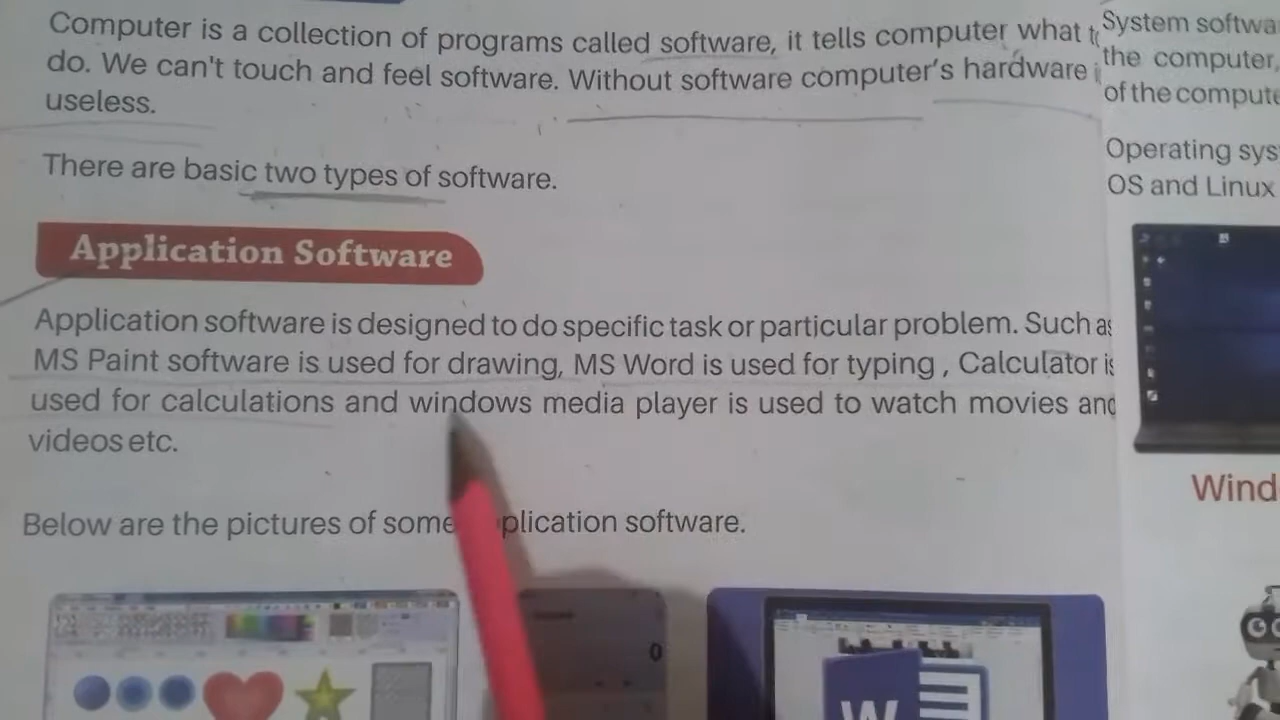 Computer is a collection of programs called software, it tells computer what
do. We can't touch and feel software. Without software computer's hardware
useless.
There are basic two types of software.
Application Software
Application software is designed to do specific task or particular problem. Such as
MS Paint software is used for drawing, MS Word is used for typing , Calculator is
used for calculations and windows media player is used to watch movies and
videos etc.
Below are the pictures of some plication software.
0
W
System softwa
the computer,
of the compute
Operating sys
OS and Linux
Wind